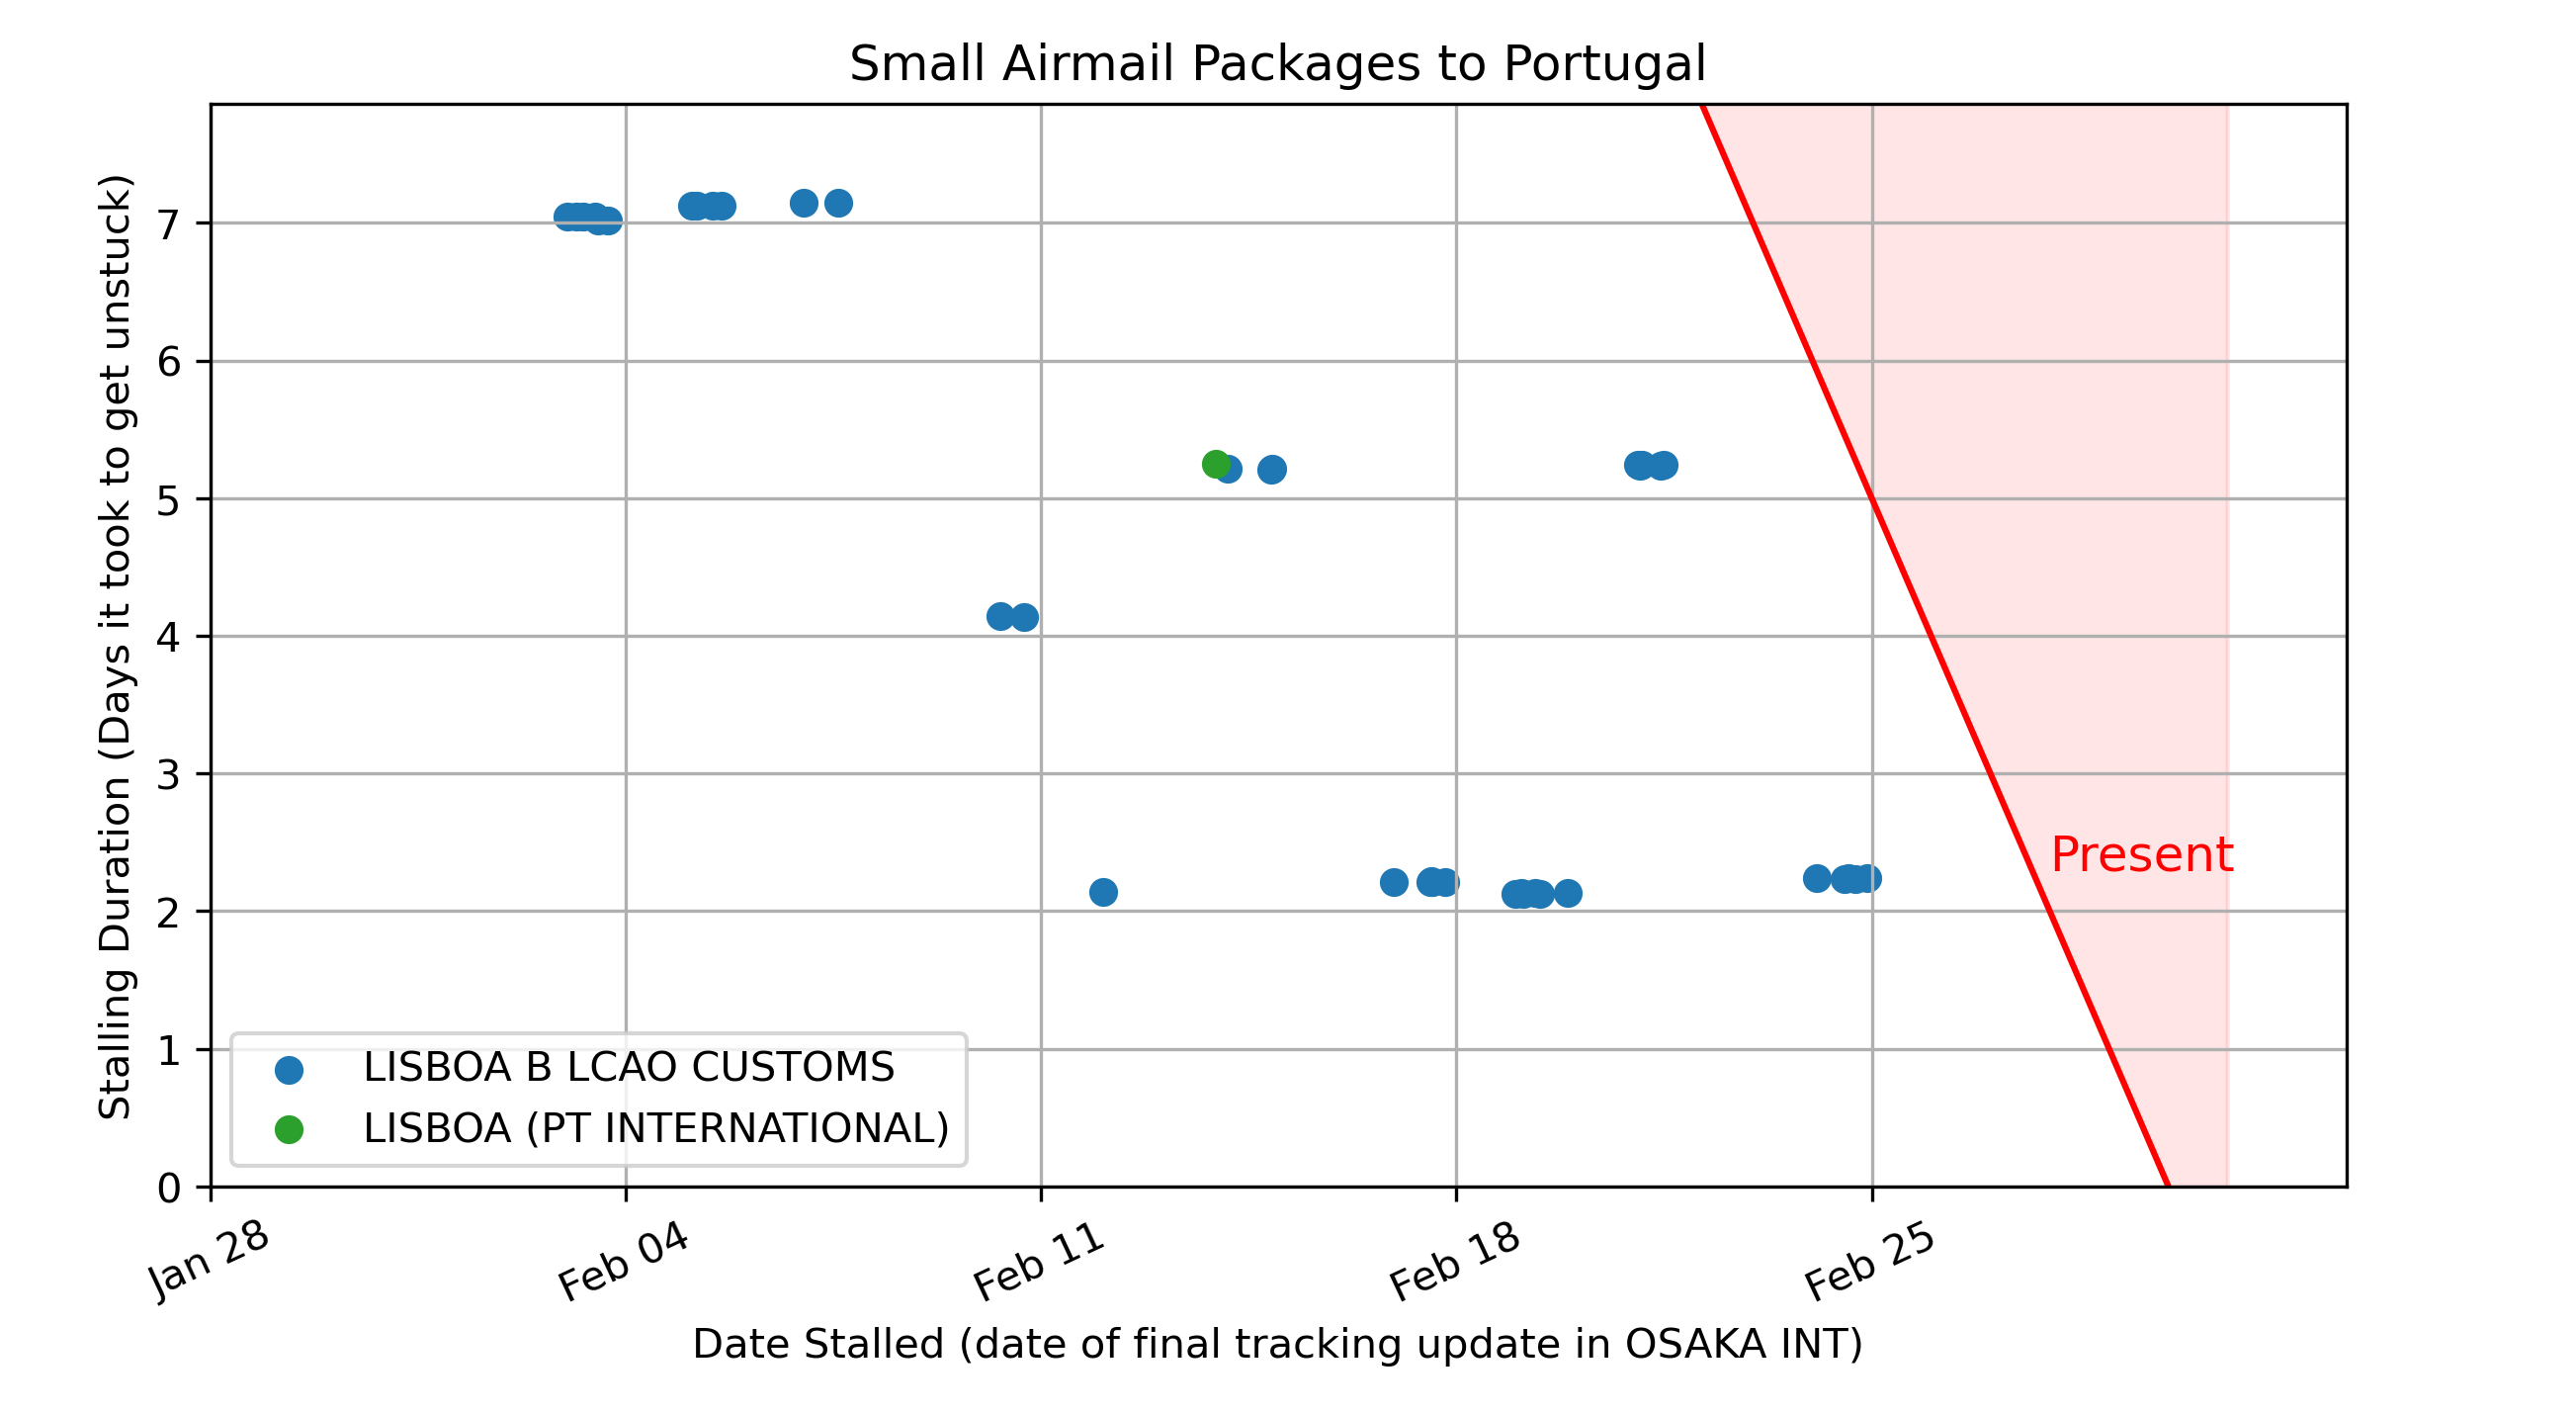 Small Airmail Packages to Portugal
Stalling Duration (Days it took to get unstuck)
7
6
5
4
3
2
1
0
Present
LISBOA B LCAO CUSTOMS
LISBOA (PT INTERNATIONAL)
Jan 28
Feb 04
Feb 11
Feb 18
Feb 25
Date Stalled (date of final tracking update in OSAKA INT)